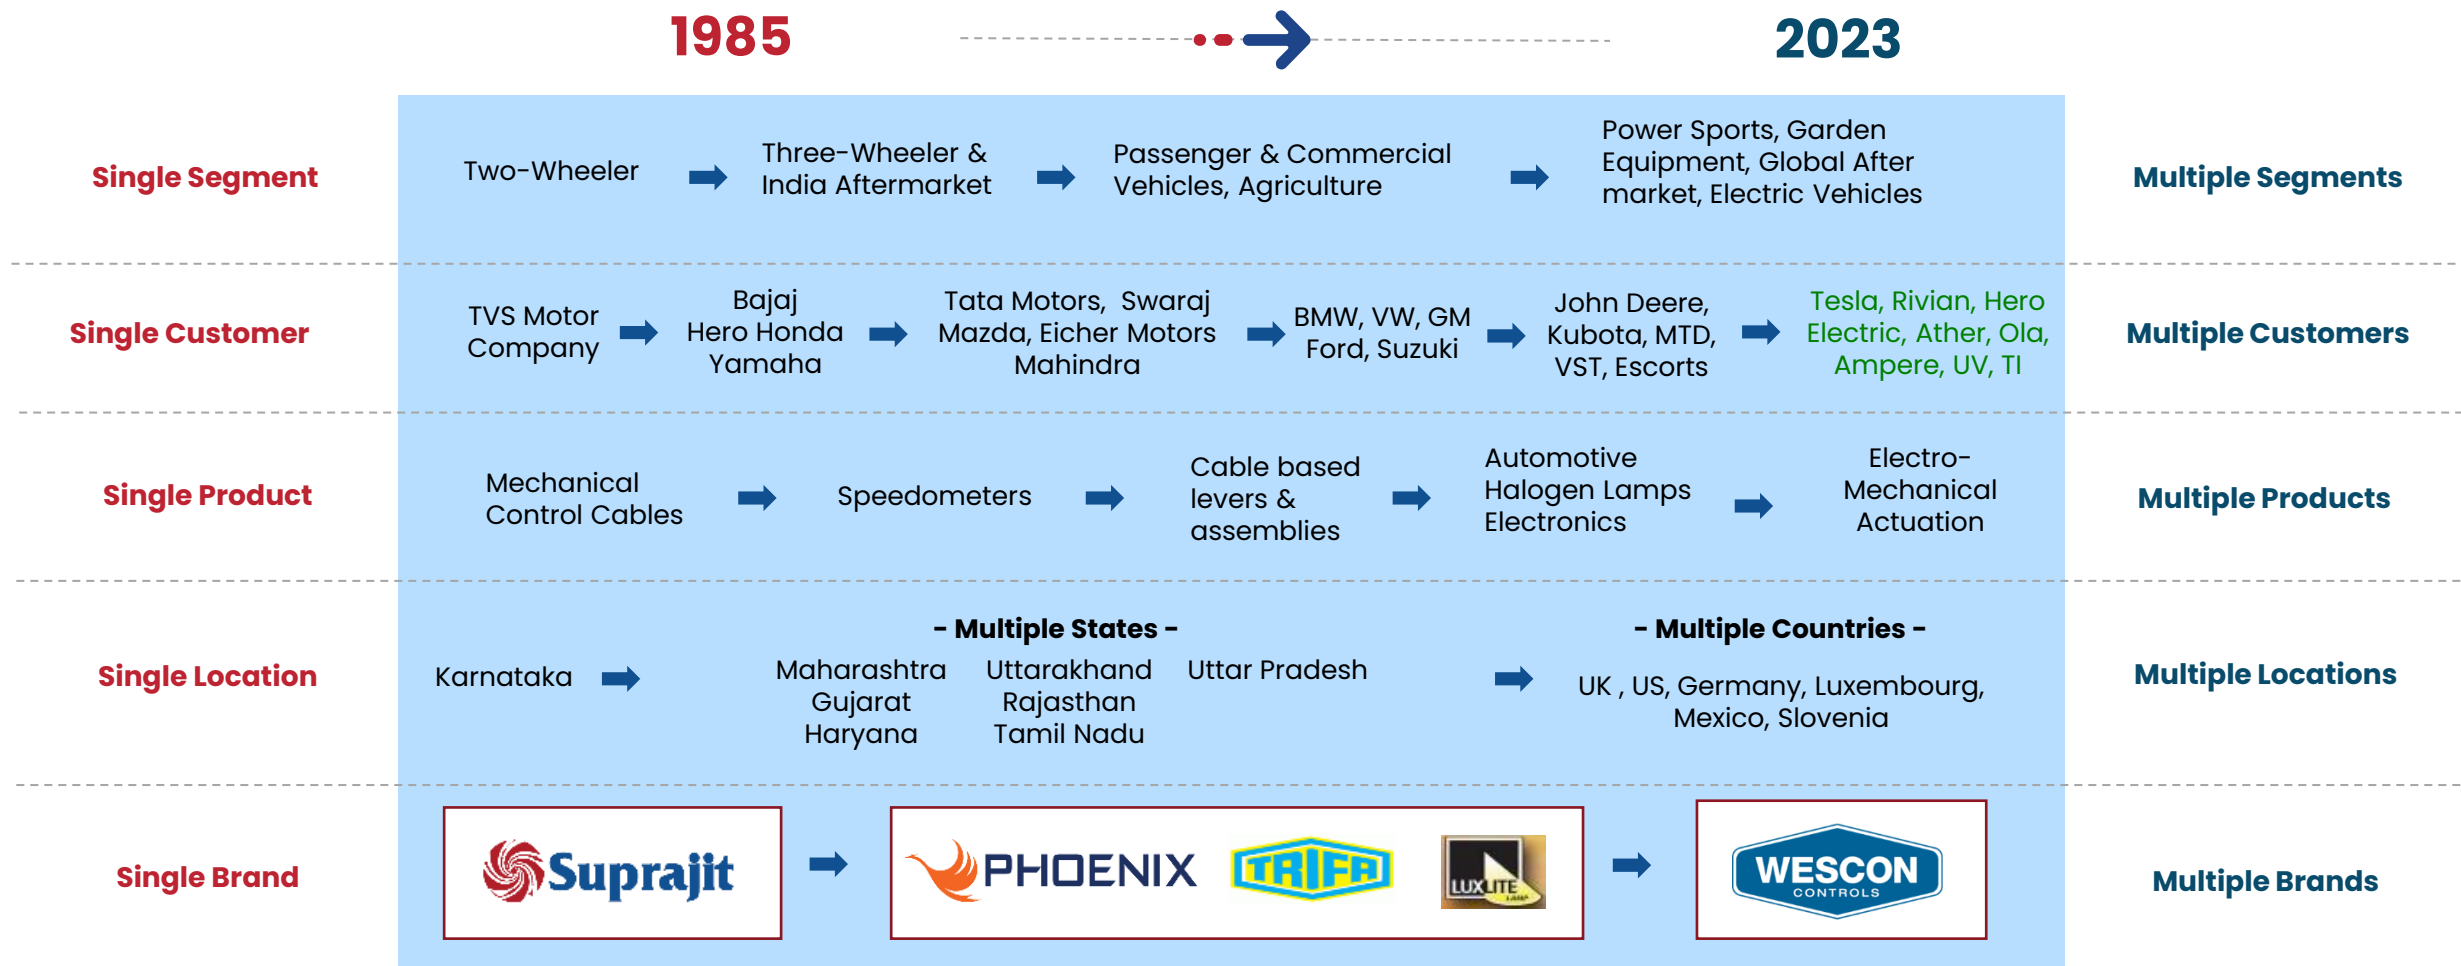 1985
2023
Single Segment
Two-Wheeler
Three-Wheeler &
India Aftermarket
Passenger & Commercial
Vehicles, Agriculture
Power Sports, Garden
Equipment, Global After
market, Electric Vehicles
Multiple Segments
Single Customer
TVS Motor
Company
Bajaj
Hero Honda
Yamaha
Tata Motors, Swaraj
Mazda, Eicher Motors
Mahindra
BMW, VW, GM
Ford, Suzuki
John Deere,
Kubota, MTD,
VST, Escorts
Tesla, Rivian, Hero
Electric, Ather, Ola,
Ampere, UV, TI
Multiple Customers
Single Product
Mechanical
Control Cables
Speedometers
Cable based
levers &
assemblies
Automotive
Halogen Lamps
Electronics
Electro-
Mechanical
Actuation
Multiple Products
Single Location
Karnataka
- Multiple States -
Maharashtra
Gujarat
Haryana
Uttarakhand
Rajasthan
Tamil Nadu
Uttar Pradesh
- Multiple Countries -
UK , US, Germany, Luxembourg,
Mexico, Slovenia
Multiple Locations
Single Brand
Suprajit
PHOENIX
TRIFA
LUXLITE
LAMP
WESCON
CONTROLS
Multiple Brands